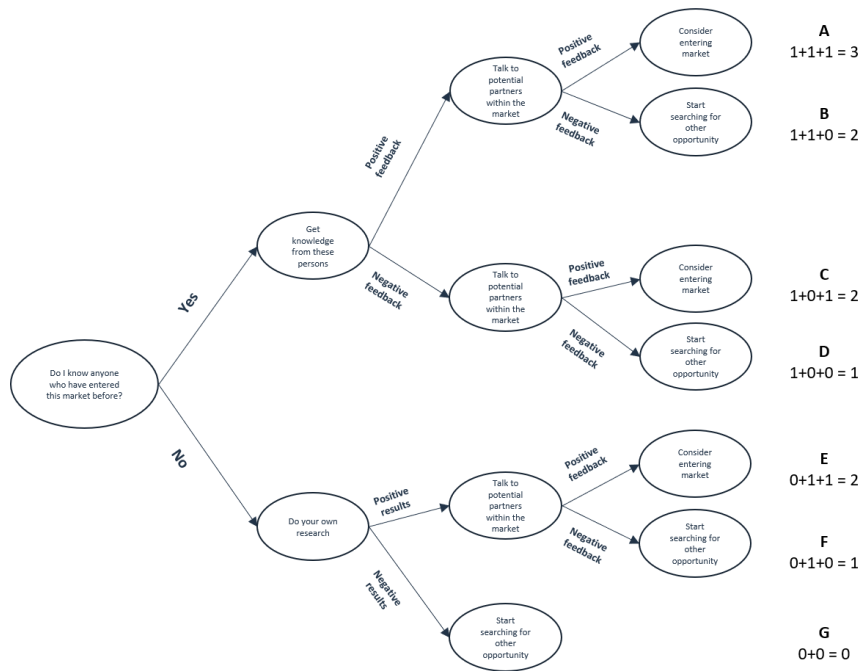 Consider
entering
market
A
1+1+1 = 3
Positive
feedback
Talk to
potential
partners
within the
market
Negative
feedback
Start
searching for
other
opportunity
B
1+1+0 = 2
Positive
feedback
Get
knowledge
from these
persons
Negative
feedback
Talk to
potential
partners
within the
market
Positive
feedback
Consider
entering
market
C
1+0+1 = 2
Negative
feedback
Start
searching for
other
opportunity
D
1+0+0 = 1
Yes
Do I know anyone
who have entered
this market before?
No
Do your own
research
Positive
results
Talk to
potential
partners
within the
market
Positive
feedback
Consider
entering
market
E
0+1+1 = 2
Negative
feedback
Start
searching for
other
opportunity
F
0+1+0 = 1
Negative
results
Start
searching for
other
opportunity
G
0+0 = 0